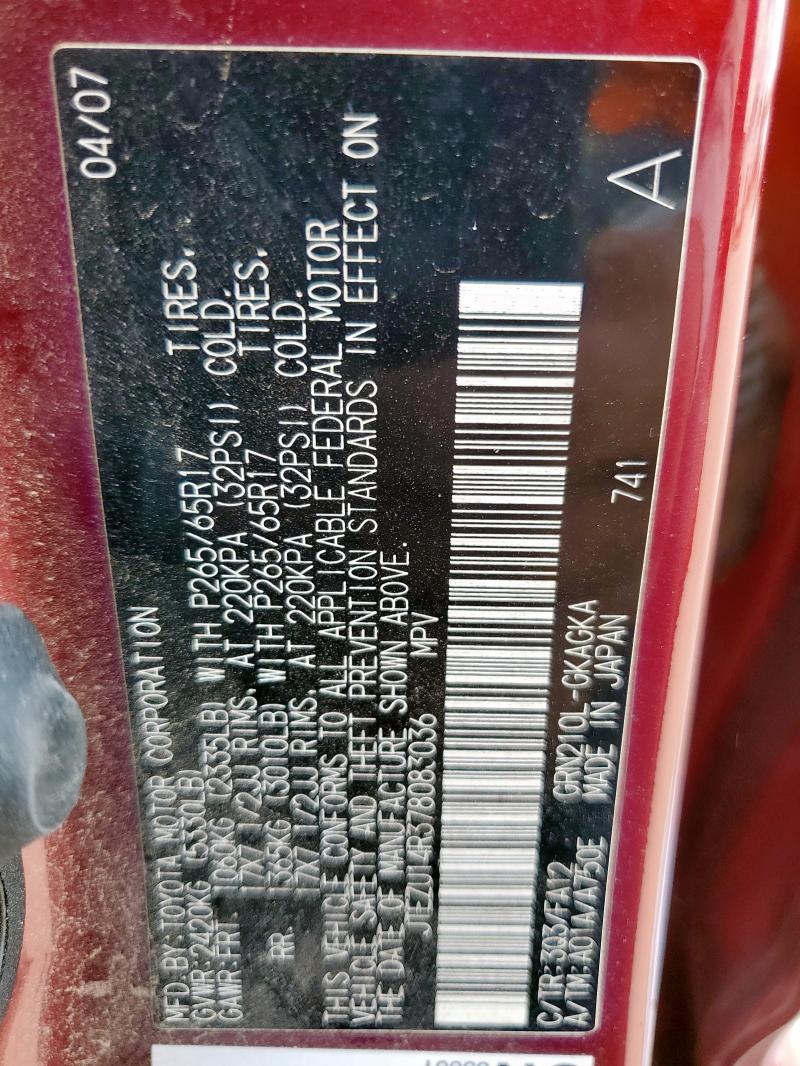 MFD.BY:TOYOTA MOTOR CORPORATION 04/07
GVWR:2420KG (5330LB)
GAWR:FRT 1060KG (2335LB) WITH P265/65R17 TIRES,
17X7 1/2JJ RIMS, AT 220KPA (32PSI) COLD.
RR. 1365KG (3010LB) WITH P265/65R17 TIRES,
17X7 1/2JJ RIMS, AT 220KPA (32PSI) COLD.
THIS VEHICLE CONFORMS TO ALL APPLICABLE FEDERAL MOTOR
VEHICLE SAFETY AND THEFT PREVENTION STANDARDS IN EFFECT ON
THE DATE OF MANUFACTURE SHOWN ABOVE.
JTEZU14R378083036 MPV
C/TR:3Q3/FA42 GRN210L-GKAGKA
A/TM:A01A/A750E MADE IN JAPAN 741 A